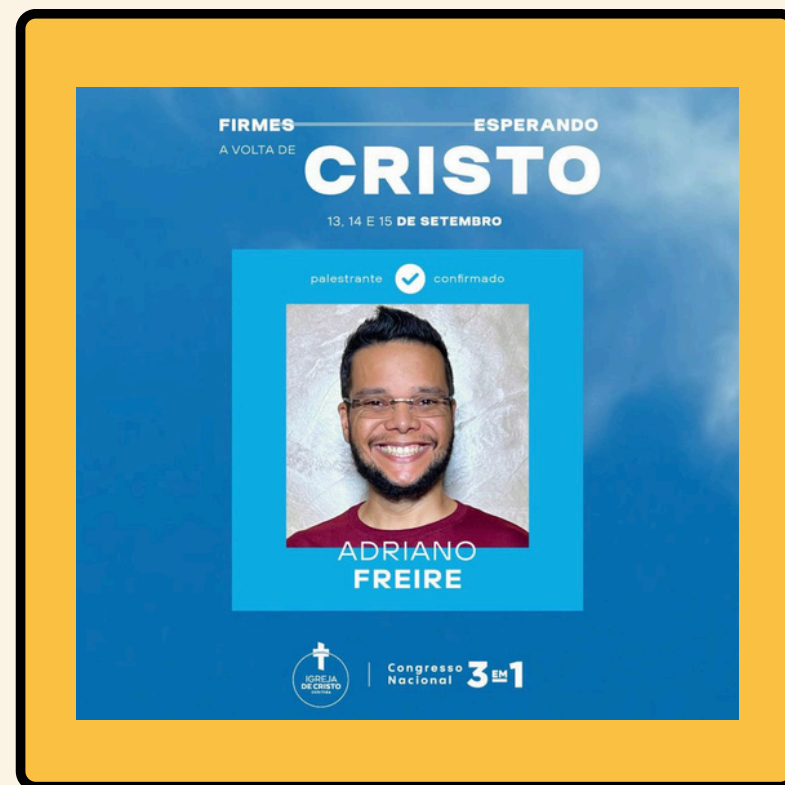 FIRMES ESPERANDO
A VOLTA DE CRISTO
13, 14 E 15 DE SETEMBRO
palestrante confirmado
ADRIANO
FREIRE
IGREJA
DE CRISTO
CURITIBA
Congresso
Nacional 3 EM 1